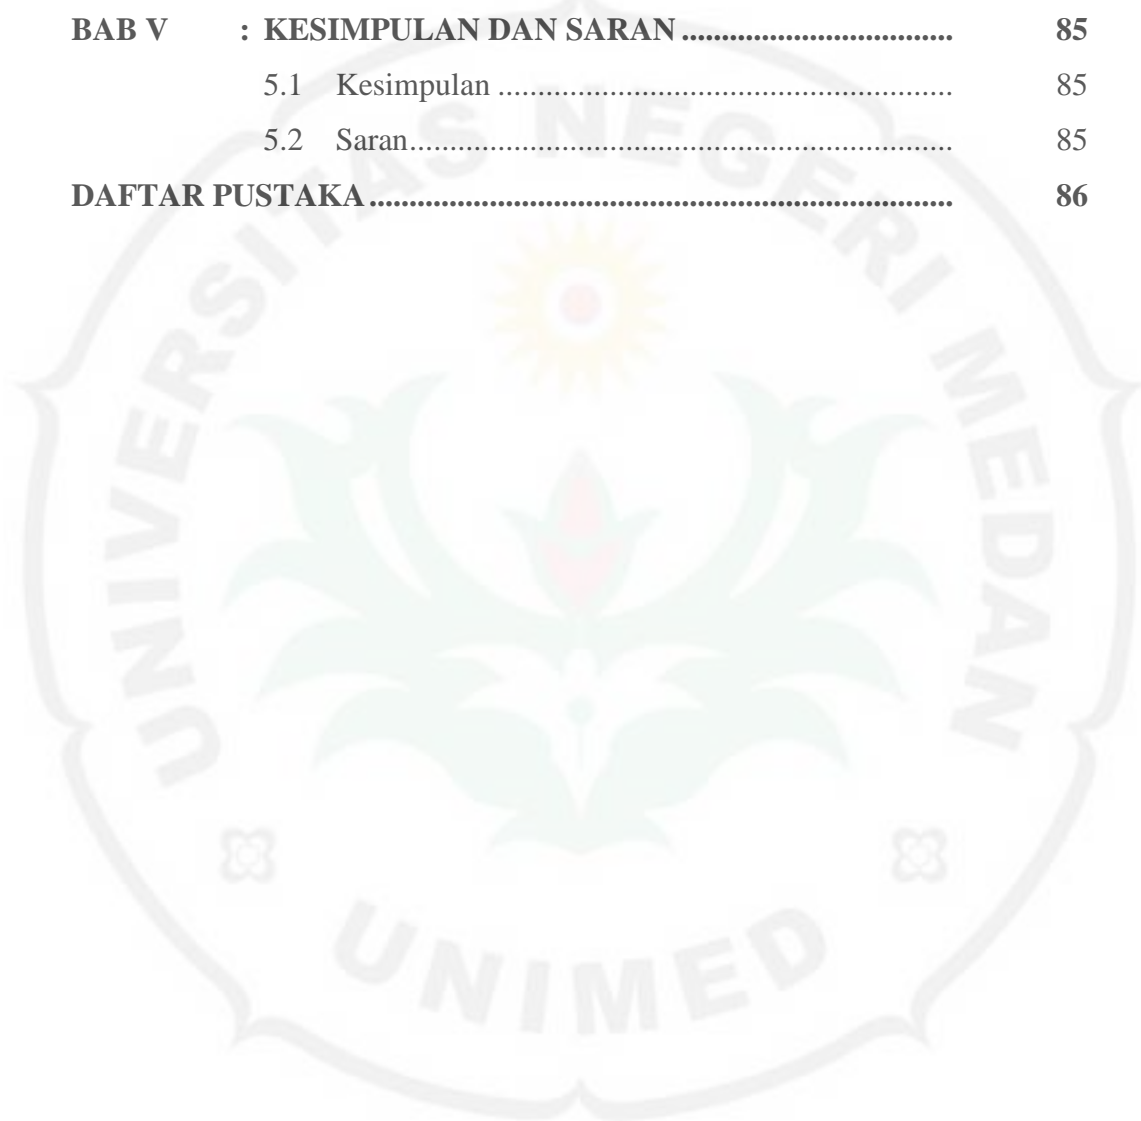 BAB V : KESIMPULAN DAN SARAN .................................. 85
5.1 Kesimpulan ......................................................... 85
5.2 Saran.................................................................... 85
DAFTAR PUSTAKA ......................................................................... 86
UNIVERSITAS NEGERI MEDAN
UNIMED